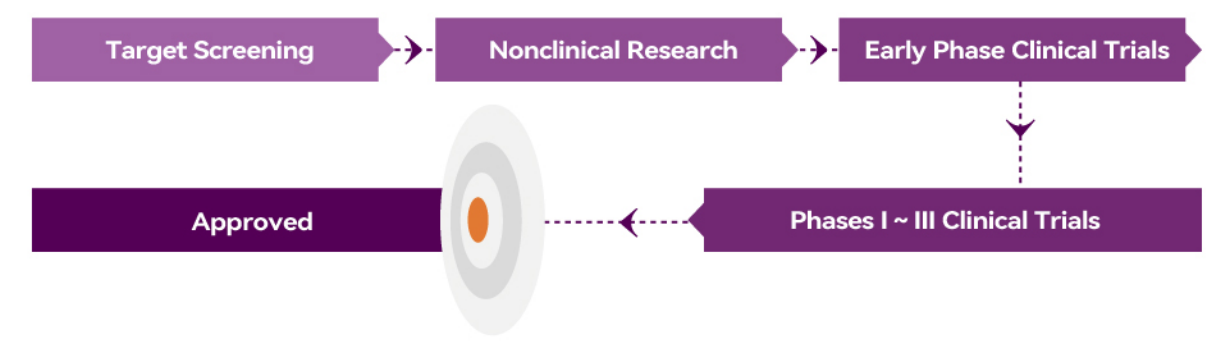 Target Screening
Nonclinical Research
Early Phase Clinical Trials
Phases I ~ III Clinical Trials
Approved